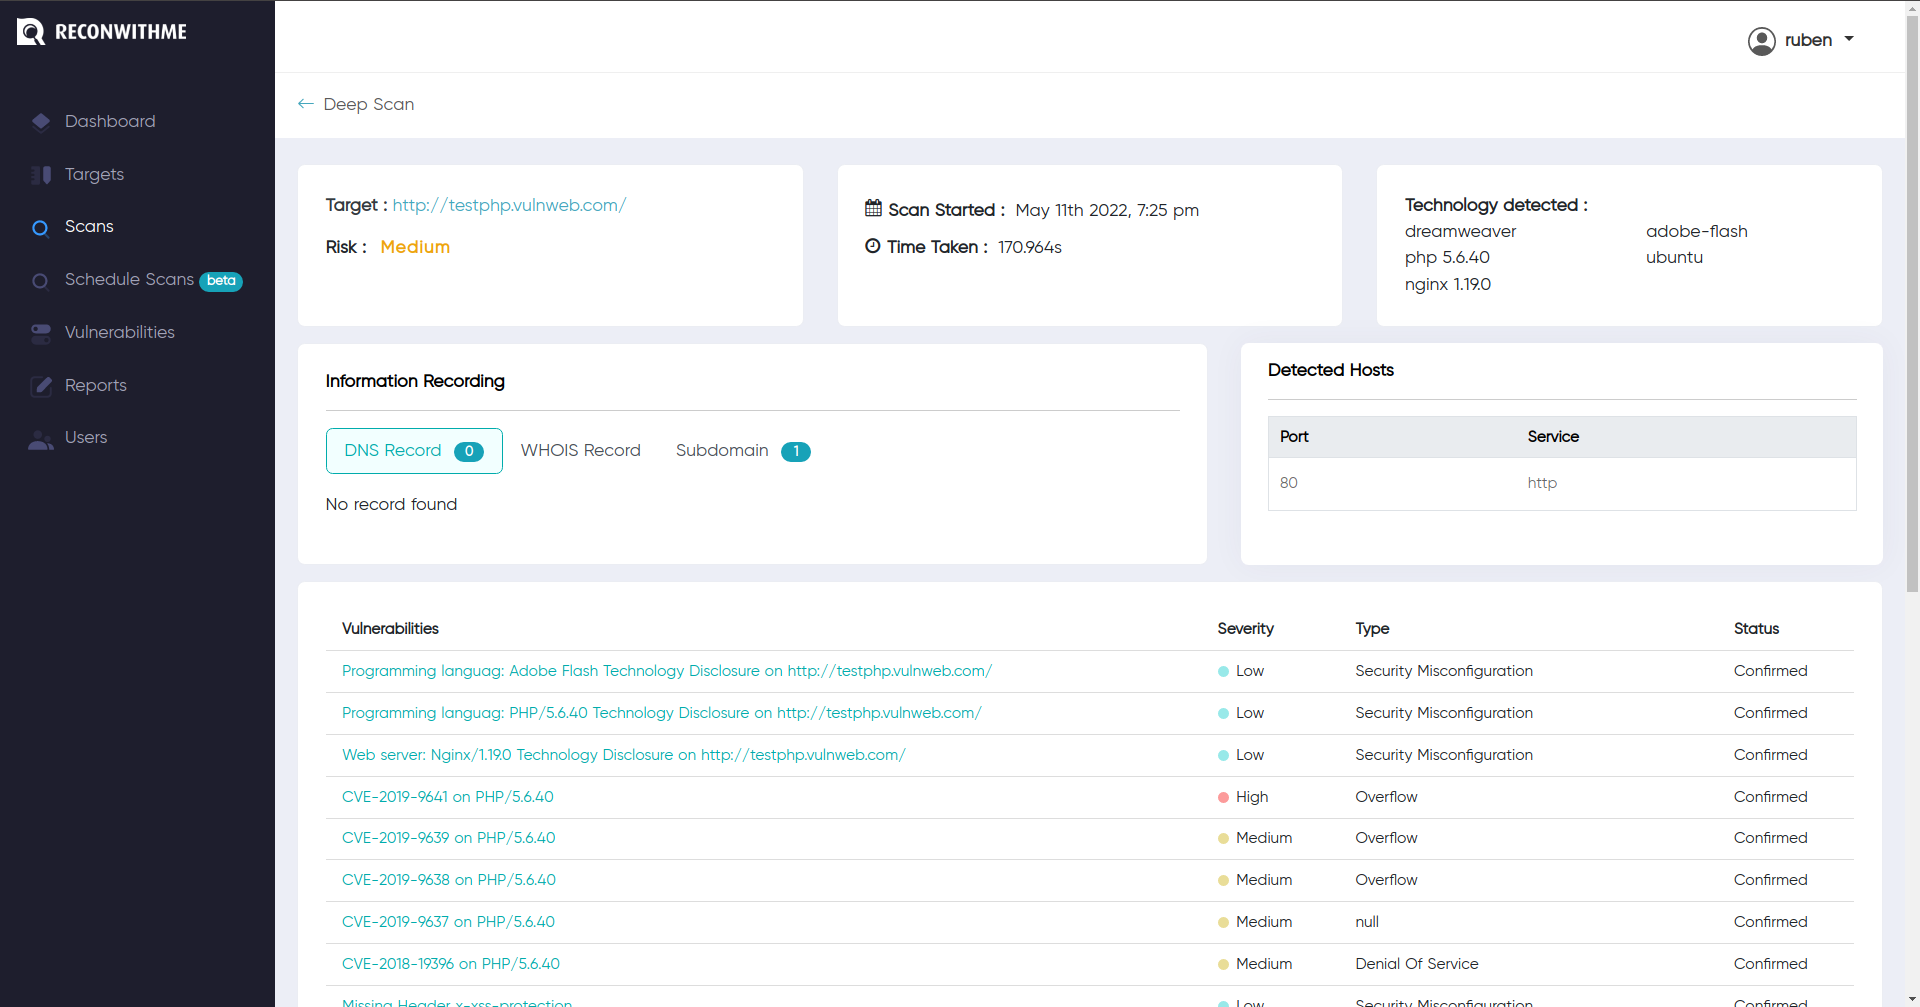 RECONWITHME
ruben
Dashboard
Targets
Scans
Schedule Scans beta
Vulnerabilities
Reports
Users
← Deep Scan
Target : http://testphp.vulnweb.com/
Risk : Medium
Scan Started : May 11th 2022, 7:25 pm
Time Taken : 170.964s
Technology detected :
dreamweaver adobe-flash
php 5.6.40 ubuntu
nginx 1.19.0
Information Recording
DNS Record 0 WHOIS Record Subdomain 1
No record found
Detected Hosts
Port Service
80 http
Vulnerabilities Severity Type Status
Programming languag: Adobe Flash Technology Disclosure on http://testphp.vulnweb.com/ Low Security Misconfiguration Confirmed
Programming languag: PHP/5.6.40 Technology Disclosure on http://testphp.vulnweb.com/ Low Security Misconfiguration Confirmed
Web server: Nginx/1.19.0 Technology Disclosure on http://testphp.vulnweb.com/ Low Security Misconfiguration Confirmed
CVE-2019-9641 on PHP/5.6.40 High Overflow Confirmed
CVE-2019-9639 on PHP/5.6.40 Medium Overflow Confirmed
CVE-2019-9638 on PHP/5.6.40 Medium Overflow Confirmed
CVE-2019-9637 on PHP/5.6.40 Medium null Confirmed
CVE-2018-19396 on PHP/5.6.40 Medium Denial Of Service Confirmed
Missing Header x-xss-protection Low Security Misconfiguration Confirmed